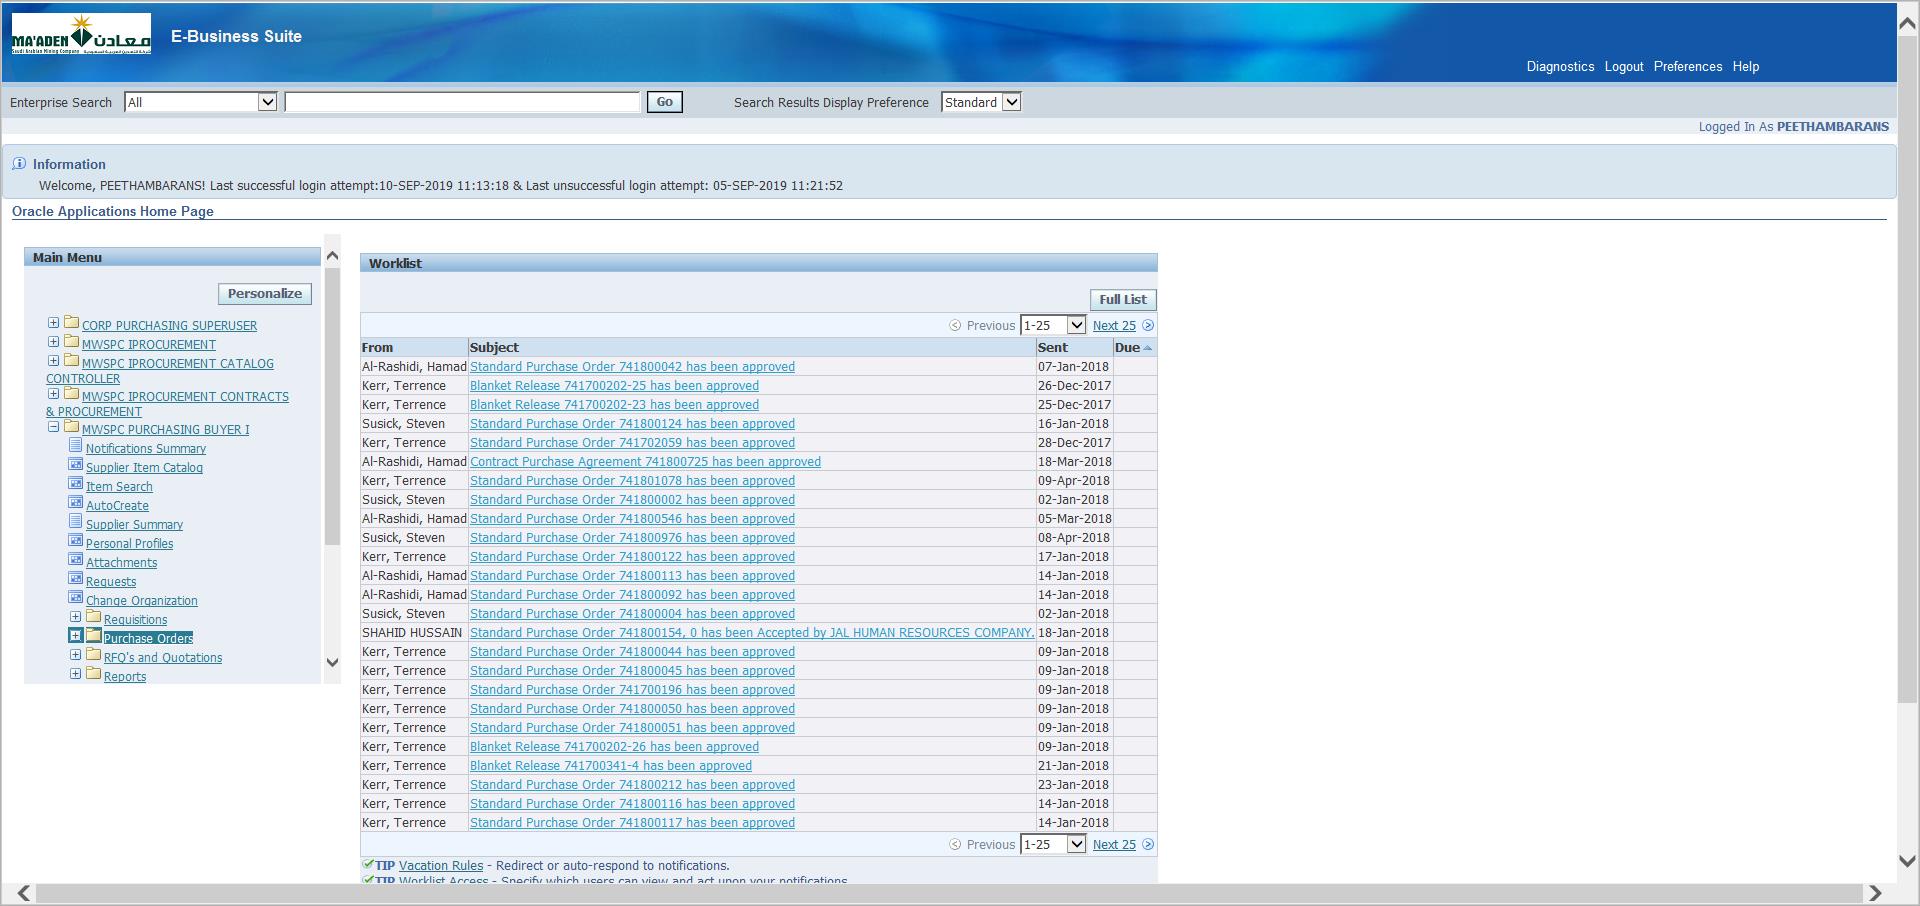 MA'ADEN معادن
Saudi Arabian Mining Company
E-Business Suite
Diagnostics Logout Preferences Help
Enterprise Search All Go Search Results Display Preference Standard
Logged In As PEETHAMBARANS
Information
Welcome, PEETHAMBARANS! Last successful login attempt:10-SEP-2019 11:13:18 & Last unsuccessful login attempt: 05-SEP-2019 11:21:52
Oracle Applications Home Page
Main Menu
Personalize
CORP PURCHASING SUPERUSER
MWSPC IPROCUREMENT
MWSPC IPROCUREMENT CATALOG
CONTROLLER
MWSPC IPROCUREMENT CONTRACTS
& PROCUREMENT
MWSPC PURCHASING BUYER I
Notifications Summary
Supplier Item Catalog
Item Search
AutoCreate
Supplier Summary
Personal Profiles
Attachments
Requests
Change Organization
Requisitions
Purchase Orders
RFQ's and Quotations
Reports
Worklist
Full List
Previous 1-25 Next 25
From Subject Sent Due
Al-Rashidi, Hamad Standard Purchase Order 741800042 has been approved 07-Jan-2018
Kerr, Terrence Blanket Release 741700202-25 has been approved 26-Dec-2017
Kerr, Terrence Blanket Release 741700202-23 has been approved 25-Dec-2017
Susick, Steven Standard Purchase Order 741800124 has been approved 16-Jan-2018
Kerr, Terrence Standard Purchase Order 741702059 has been approved 28-Dec-2017
Al-Rashidi, Hamad Contract Purchase Agreement 741800725 has been approved 18-Mar-2018
Kerr, Terrence Standard Purchase Order 741801078 has been approved 09-Apr-2018
Susick, Steven Standard Purchase Order 741800002 has been approved 02-Jan-2018
Al-Rashidi, Hamad Standard Purchase Order 741800546 has been approved 05-Mar-2018
Susick, Steven Standard Purchase Order 741800976 has been approved 08-Apr-2018
Kerr, Terrence Standard Purchase Order 741800122 has been approved 17-Jan-2018
Al-Rashidi, Hamad Standard Purchase Order 741800113 has been approved 14-Jan-2018
Al-Rashidi, Hamad Standard Purchase Order 741800092 has been approved 14-Jan-2018
Susick, Steven Standard Purchase Order 741800004 has been approved 02-Jan-2018
SHAHID HUSSAIN Standard Purchase Order 741800154, 0 has been Accepted by JAL HUMAN RESOURCES COMPANY. 18-Jan-2018
Kerr, Terrence Standard Purchase Order 741800044 has been approved 09-Jan-2018
Kerr, Terrence Standard Purchase Order 741800045 has been approved 09-Jan-2018
Kerr, Terrence Standard Purchase Order 741700196 has been approved 09-Jan-2018
Kerr, Terrence Standard Purchase Order 741800050 has been approved 09-Jan-2018
Kerr, Terrence Standard Purchase Order 741800051 has been approved 09-Jan-2018
Kerr, Terrence Blanket Release 741700202-26 has been approved 09-Jan-2018
Kerr, Terrence Blanket Release 741700341-4 has been approved 21-Jan-2018
Kerr, Terrence Standard Purchase Order 741800212 has been approved 23-Jan-2018
Kerr, Terrence Standard Purchase Order 741800116 has been approved 14-Jan-2018
Kerr, Terrence Standard Purchase Order 741800117 has been approved 14-Jan-2018
Previous 1-25 Next 25
TIP Vacation Rules - Redirect or auto-respond to notifications.
TIP Worklist Access - Specify which users can view and act upon your notifications.